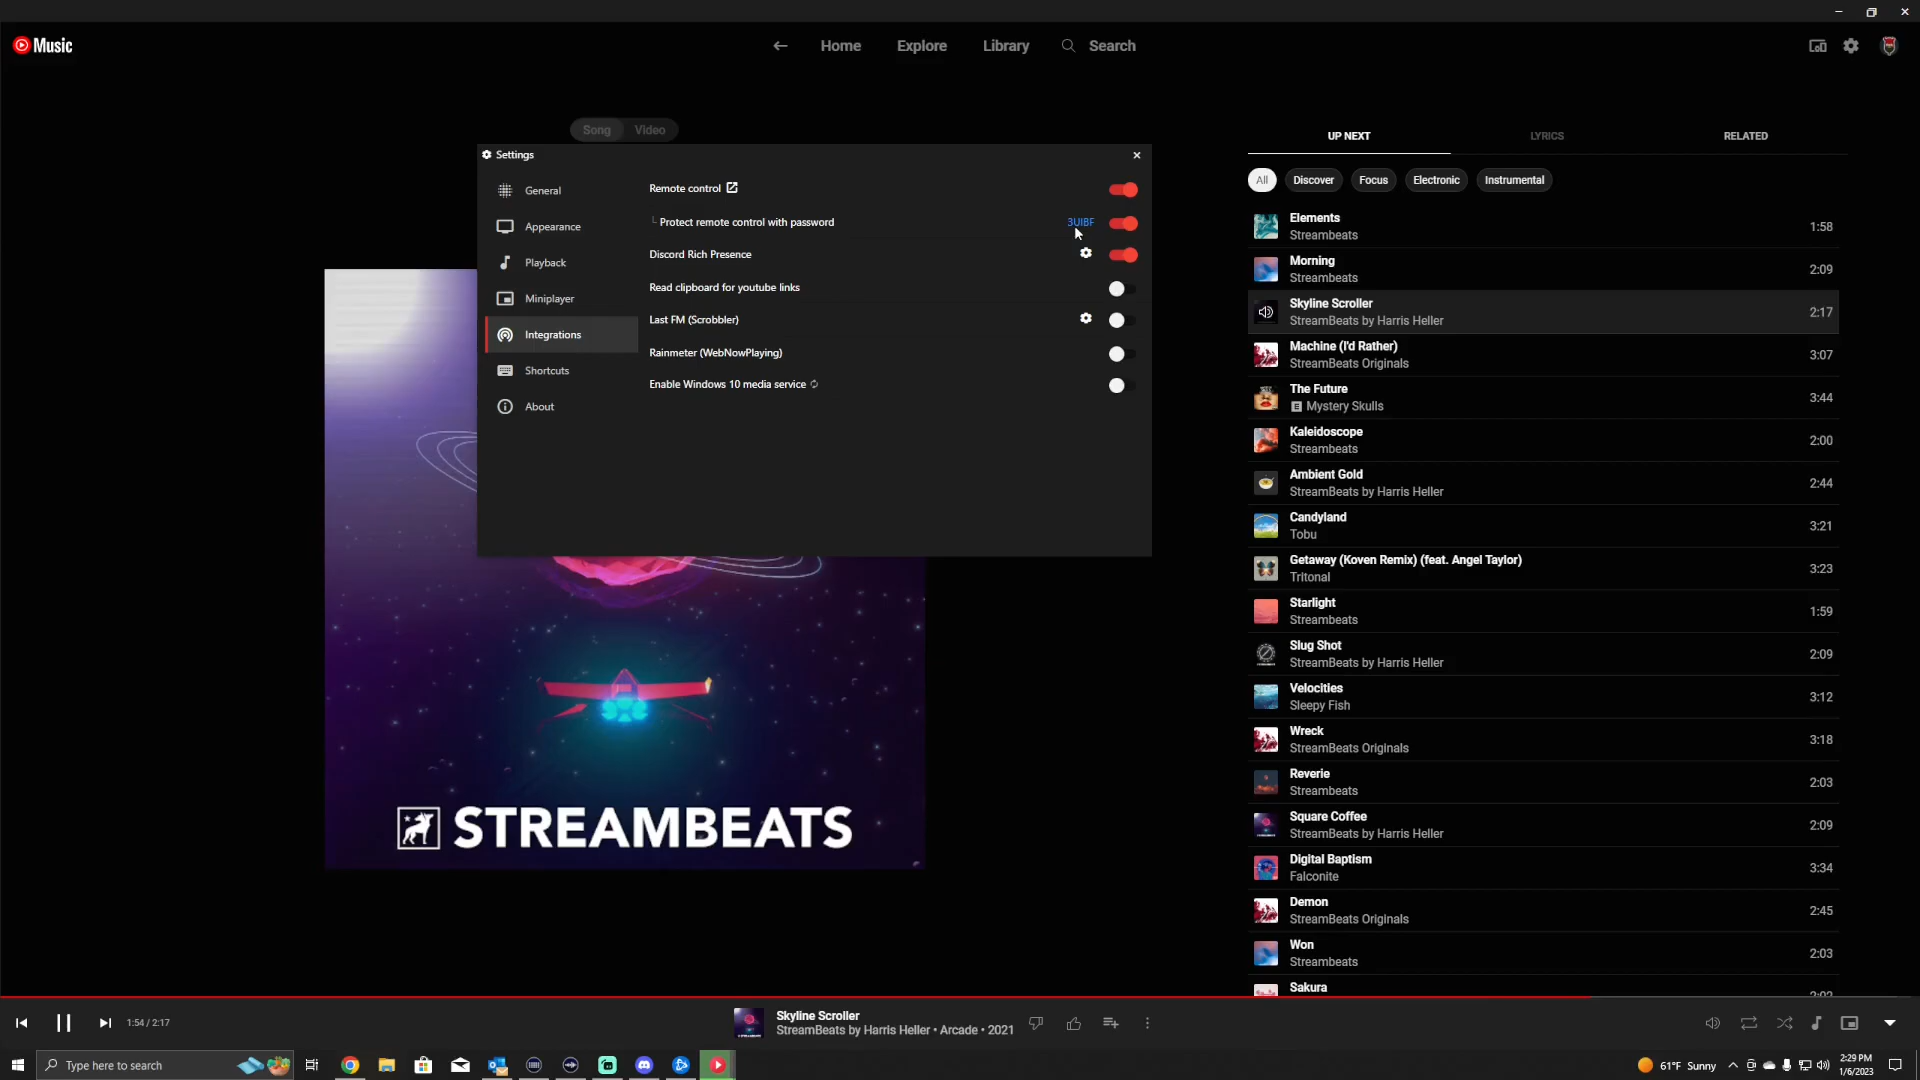 Music
Home
Explore
Library
Search
Song
Video
UP NEXT
LYRICS
RELATED
Settings
General
Appearance
Playback
Miniplayer
Integrations
Shortcuts
About
Remote control
Protect remote control with password
3UIBF
Discord Rich Presence
Read clipboard for youtube links
Last FM (Scrobbler)
Rainmeter (WebNowPlaying)
Enable Windows 10 media service
All
Discover
Focus
Electronic
Instrumental
Elements
Streambeats
1:58
Morning
Streambeats
2:09
Skyline Scroller
StreamBeats by Harris Heller
2:17
Machine (I'd Rather)
StreamBeats Originals
3:07
The Future
E Mystery Skulls
3:44
Kaleidoscope
Streambeats
2:00
Ambient Gold
StreamBeats by Harris Heller
2:44
Candyland
Tobu
3:21
Getaway (Koven Remix) (feat. Angel Taylor)
Tritonal
3:23
Starlight
Streambeats
1:59
Slug Shot
StreamBeats by Harris Heller
2:09
Velocities
Sleepy Fish
3:12
Wreck
StreamBeats Originals
3:18
Reverie
Streambeats
2:03
Square Coffee
StreamBeats by Harris Heller
2:09
Digital Baptism
Falconite
3:34
Demon
StreamBeats Originals
2:45
Won
Streambeats
2:03
Sakura
STREAMBEATS
1:54 / 2:17
Skyline Scroller
StreamBeats by Harris Heller • Arcade • 2021
Type here to search
61°F Sunny
2:29 PM
1/6/2023